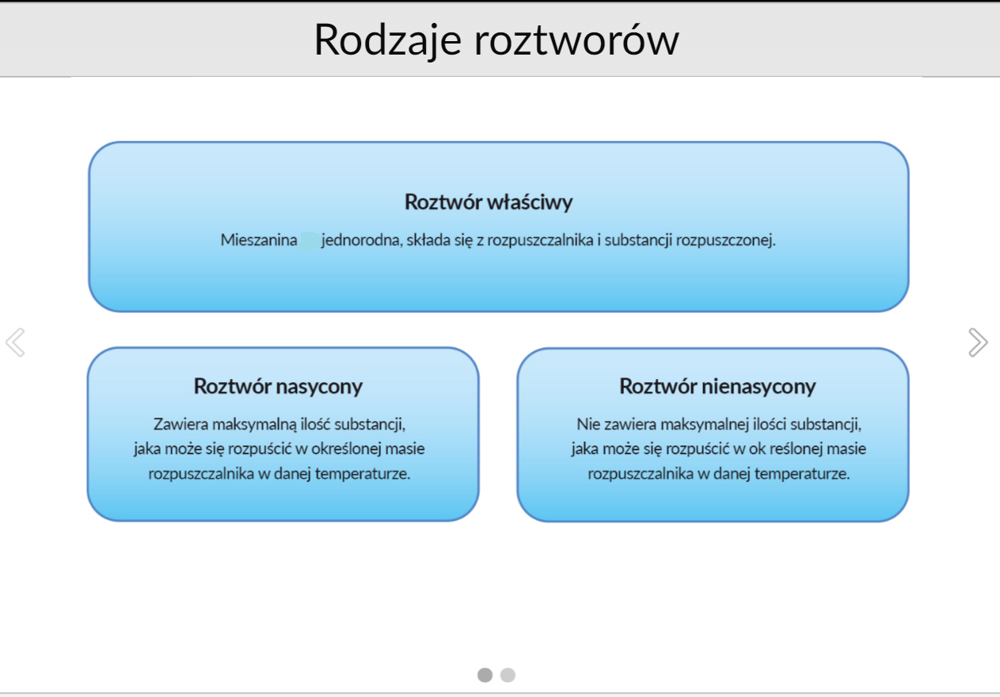 Rodzaje roztworów
Roztwór właściwy
Mieszanina jednorodna, składa się z rozpuszczalnika i substancji rozpuszczonej.
Roztwór nasycony
Zawiera maksymalną ilość substancji,
jaka może się rozpuścić w określonej masie
rozpuszczalnika w danej temperaturze.
Roztwór nienasycony
Nie zawiera maksymalnej ilości substancji,
jaka może się rozpuścić w ok reślonej masie
rozpuszczalnika w danej temperaturze.